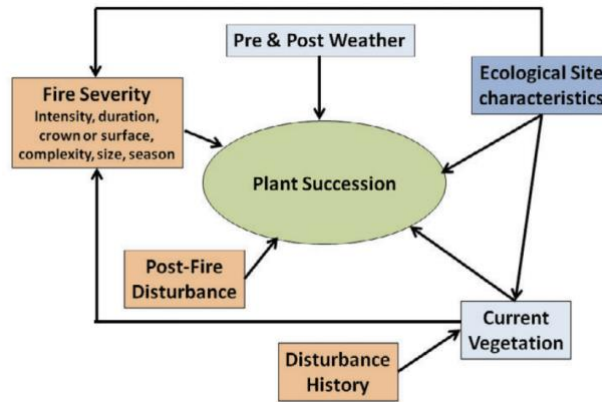 Pre & Post Weather
Ecological Site
characteristics
Fire Severity
Intensity, duration,
crown or surface,
complexity, size, season
Plant Succession
Post-Fire
Disturbance
Current
Vegetation
Disturbance
History